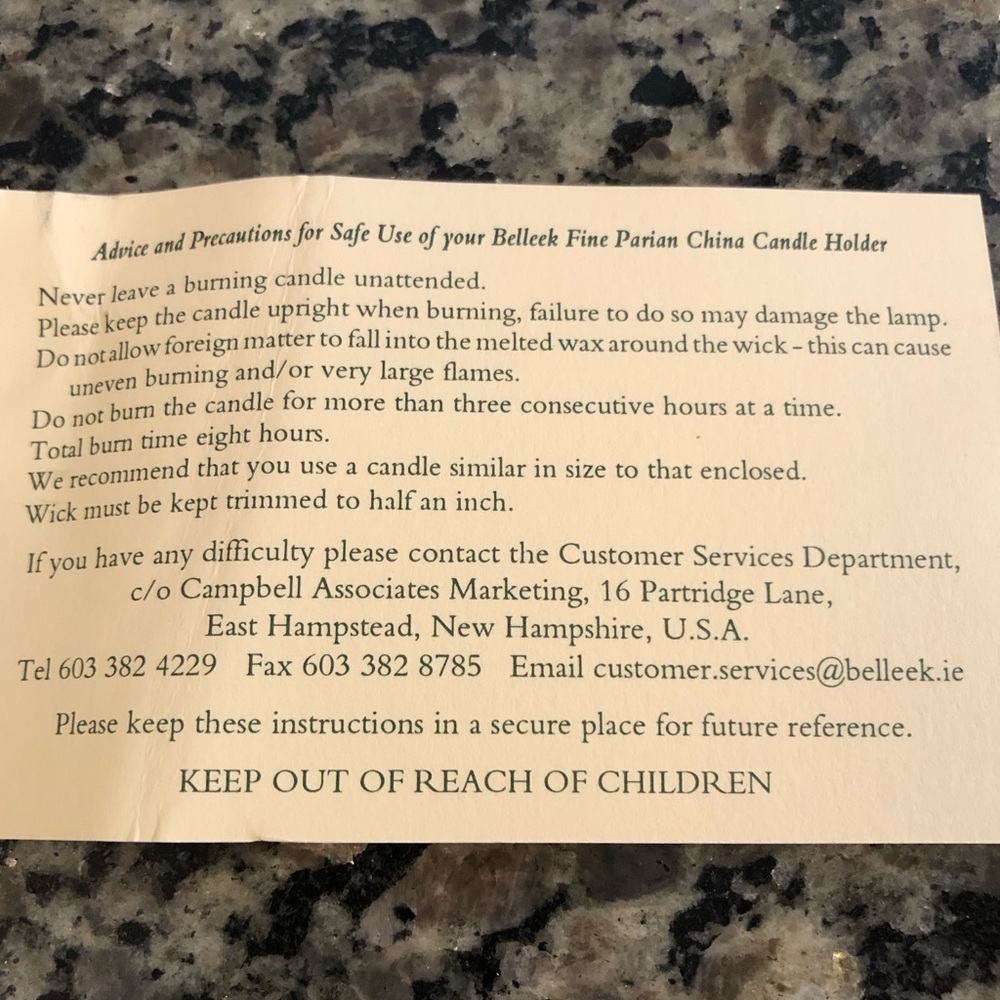 Advice and Precautions for Safe Use of your Belleek Fine Parian China Candle Holder
Never leave a burning candle unattended.
Please keep the candle upright when burning, failure to do so may damage the lamp.
Do not allow foreign matter to fall into the melted wax around the wick – this can cause
uneven burning and/or very large flames.
Do not burn the candle for more than three consecutive hours at a time.
Total burn time eight hours.
We recommend that you use a candle similar in size to that enclosed.
Wick must be kept trimmed to half an inch.
If you have any difficulty please contact the Customer Services Department,
c/o Campbell Associates Marketing, 16 Partridge Lane,
East Hampstead, New Hampshire, U.S.A.
Tel 603 382 4229 Fax 603 382 8785 Email customer.services@belleek.ie
Please keep these instructions in a secure place for future reference.
KEEP OUT OF REACH OF CHILDREN